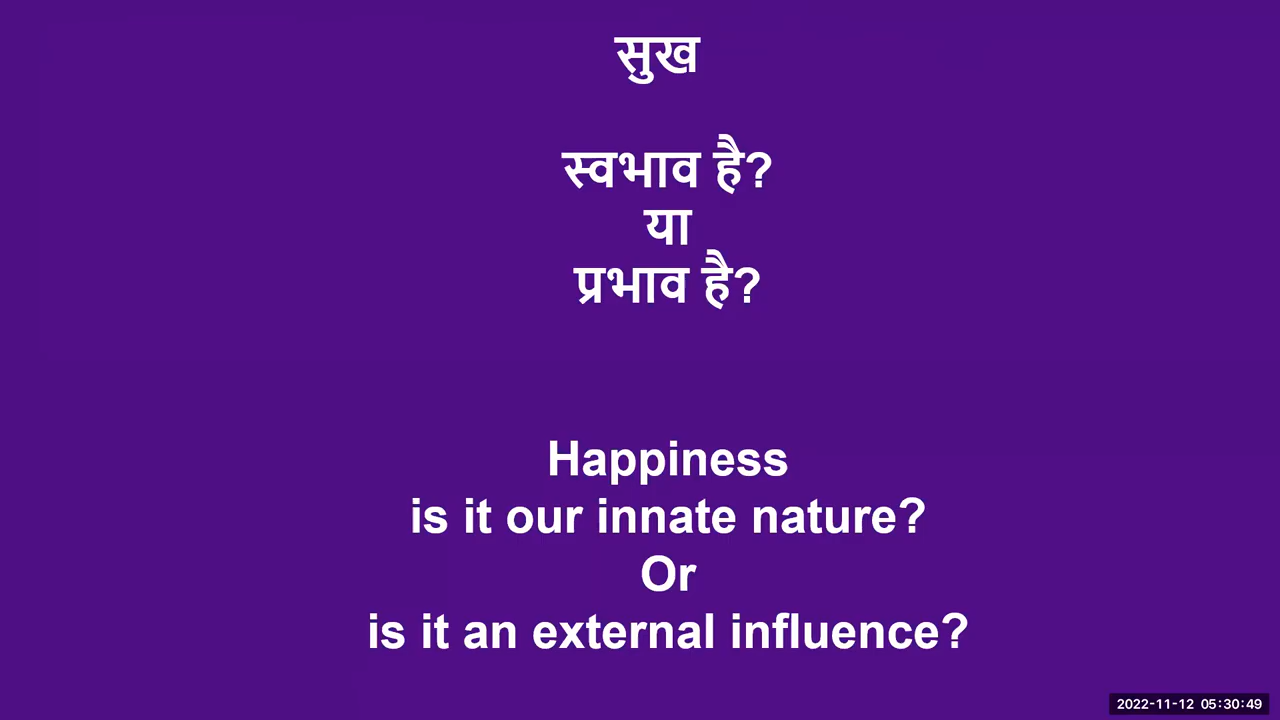 सुख
स्वभाव है?
या
प्रभाव है?
Happiness
is it our innate nature?
Or
is it an external influence?
2022-11-12 05:30:49